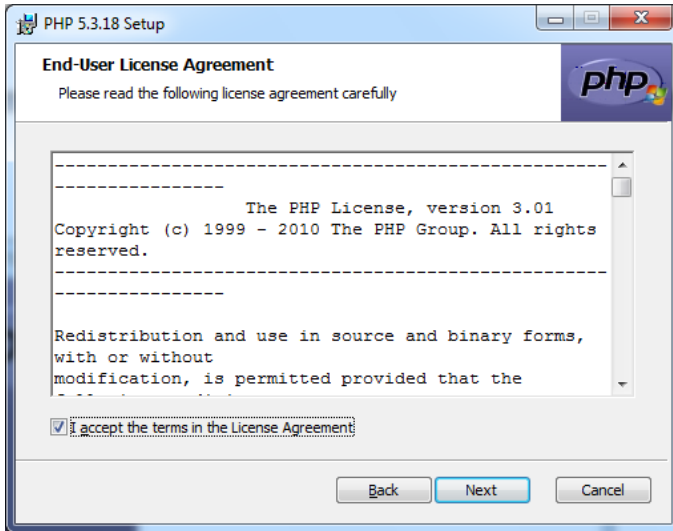 PHP 5.3.18 Setup
End-User License Agreement
Please read the following license agreement carefully
php
------------------------------------------------------
----------------
The PHP License, version 3.01
Copyright (c) 1999 - 2010 The PHP Group. All rights
reserved.
------------------------------------------------------
----------------
Redistribution and use in source and binary forms,
with or without
modification, is permitted provided that the
I accept the terms in the License Agreement
Back
Next
Cancel